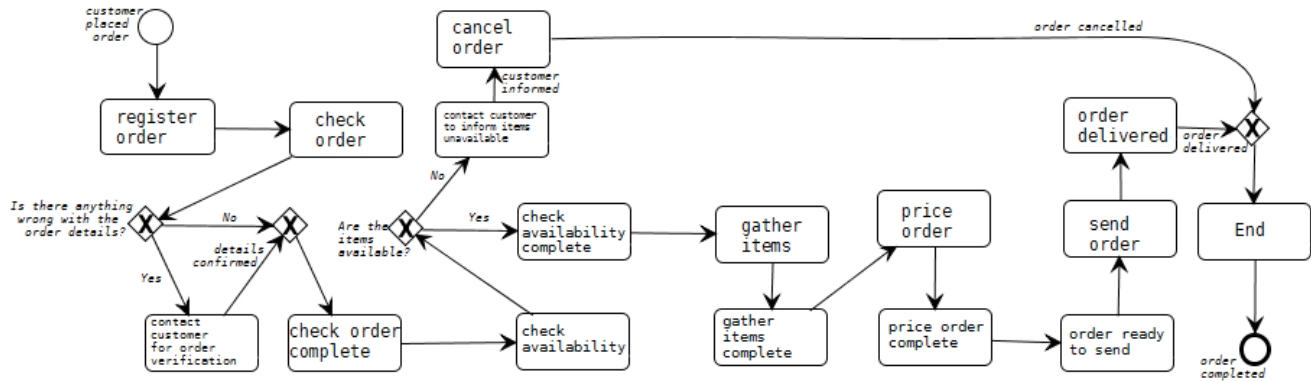 customer
placed
order
register
order
check
order
Is there anything
wrong with the
order details?
X
No
X
details
confirmed
Yes
contact
customer
for order
verification
check order
complete
cancel
order
customer
informed
contact customer
to inform items
unavailable
No
Are the
items
available?
X
Yes
check
availability
complete
check
availability
gather
items
gather
items
complete
price
order
price order
complete
order ready
to send
send
order
order
delivered
order
delivered
order cancelled
X
End
order
completed